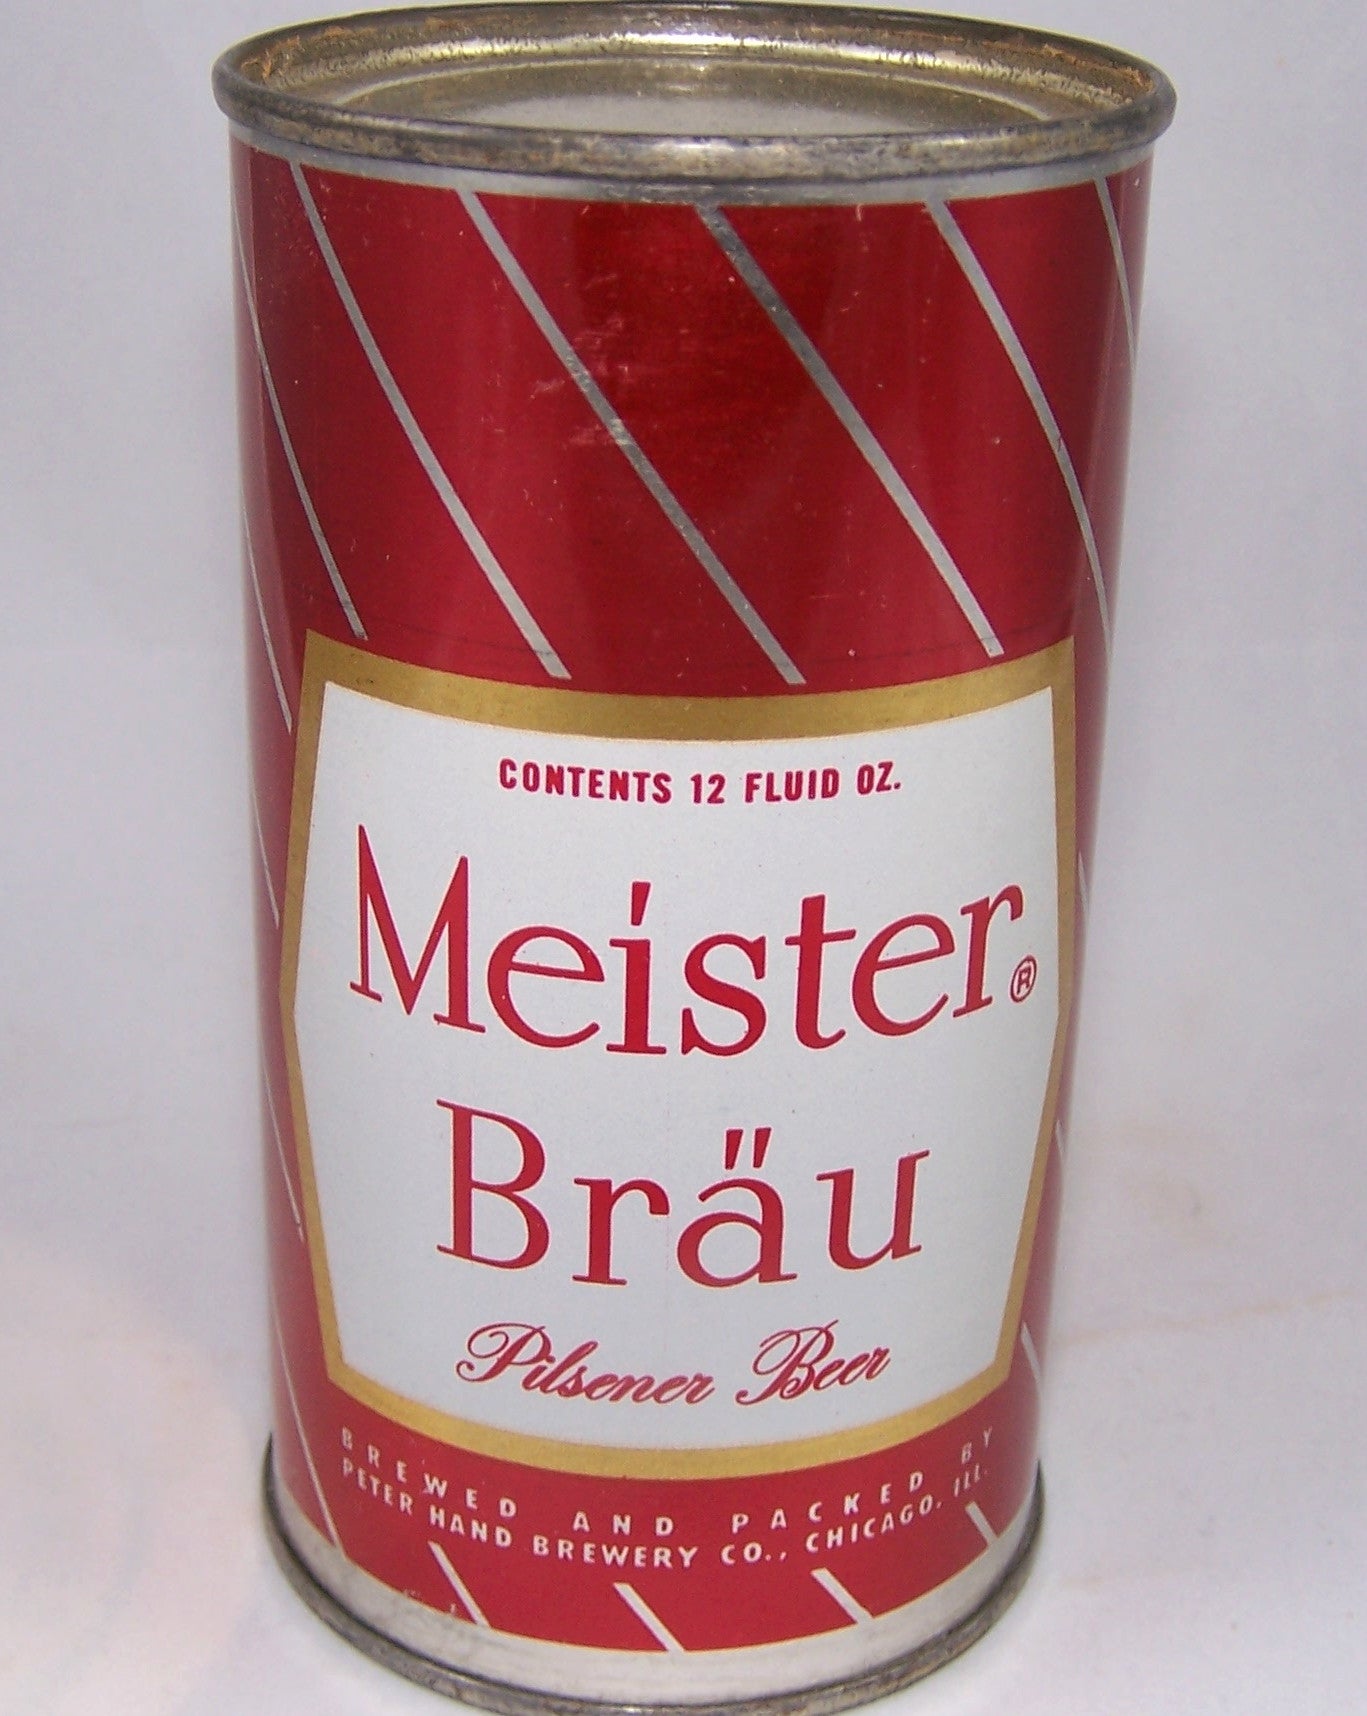 CONTENTS 12 FLUID OZ.
Meister®
Bräu
Pilsener Beer
BREWED AND PACKED BY
PETER HAND BREWERY CO., CHICAGO, ILL.